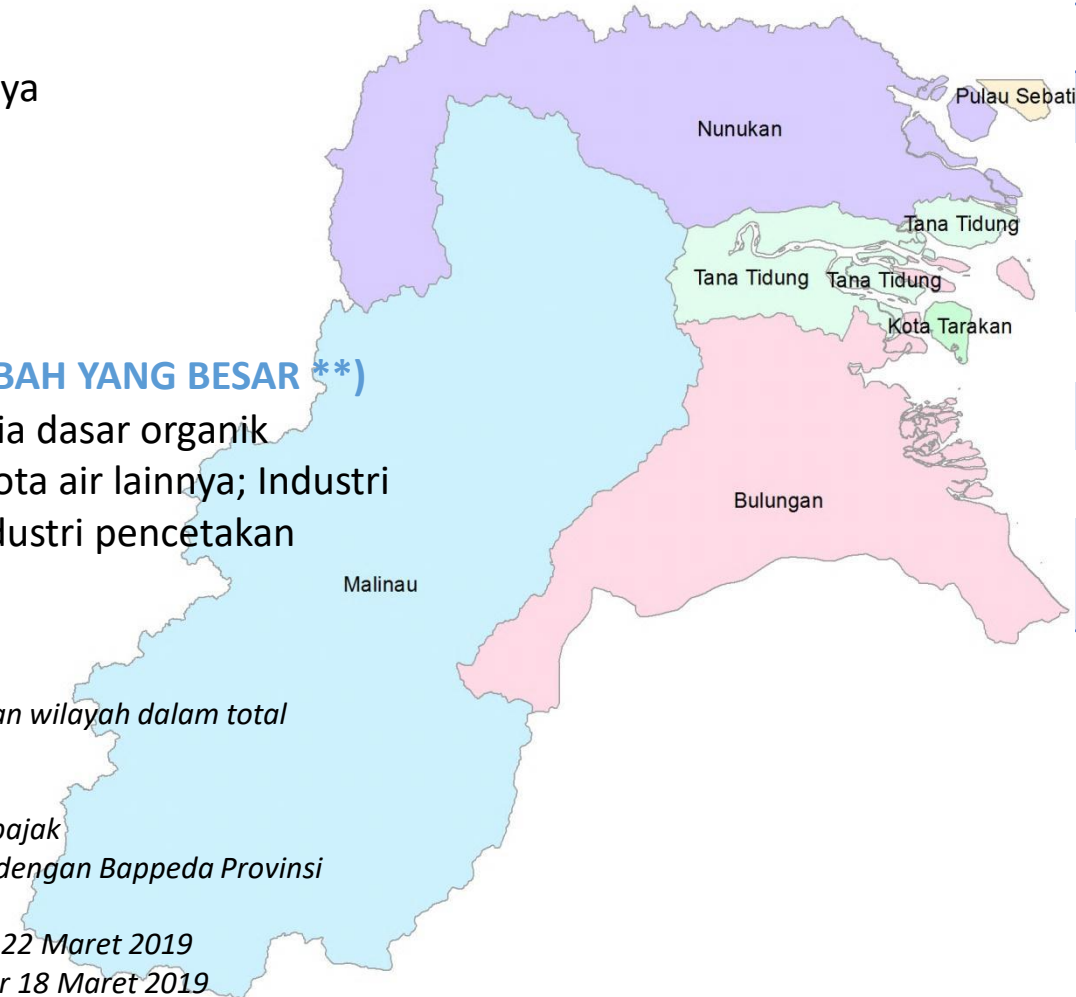 ya
Pulau Sebati
Nunukan
Tana Tidung
Tana Tidung
Tana Tidung
Kota Tarakan
BAH YANG BESAR **)
ia dasar organik
ota air lainnya; Industri
dustri pencetakan
Bulungan
Malinau
an wilayah dalam total
pajak
dengan Bappeda Provinsi
22 Maret 2019
r 18 Maret 2019